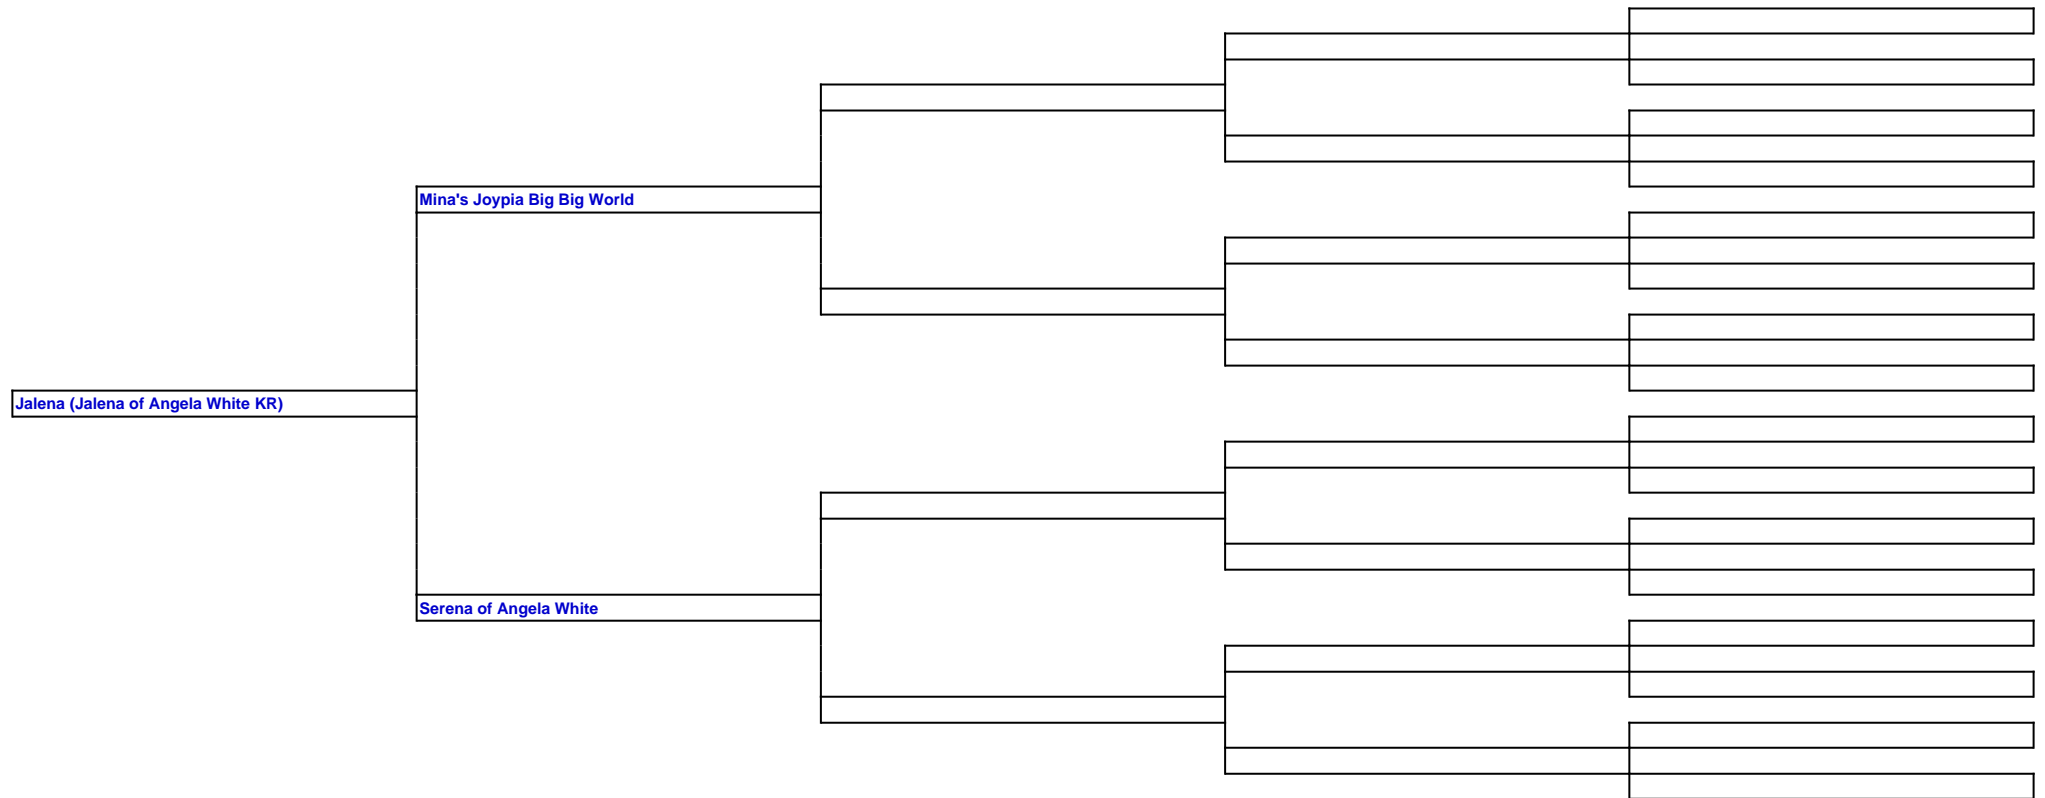 Mina's Joypia Big Big World
Jalena (Jalena of Angela White KR)
Serena of Angela White